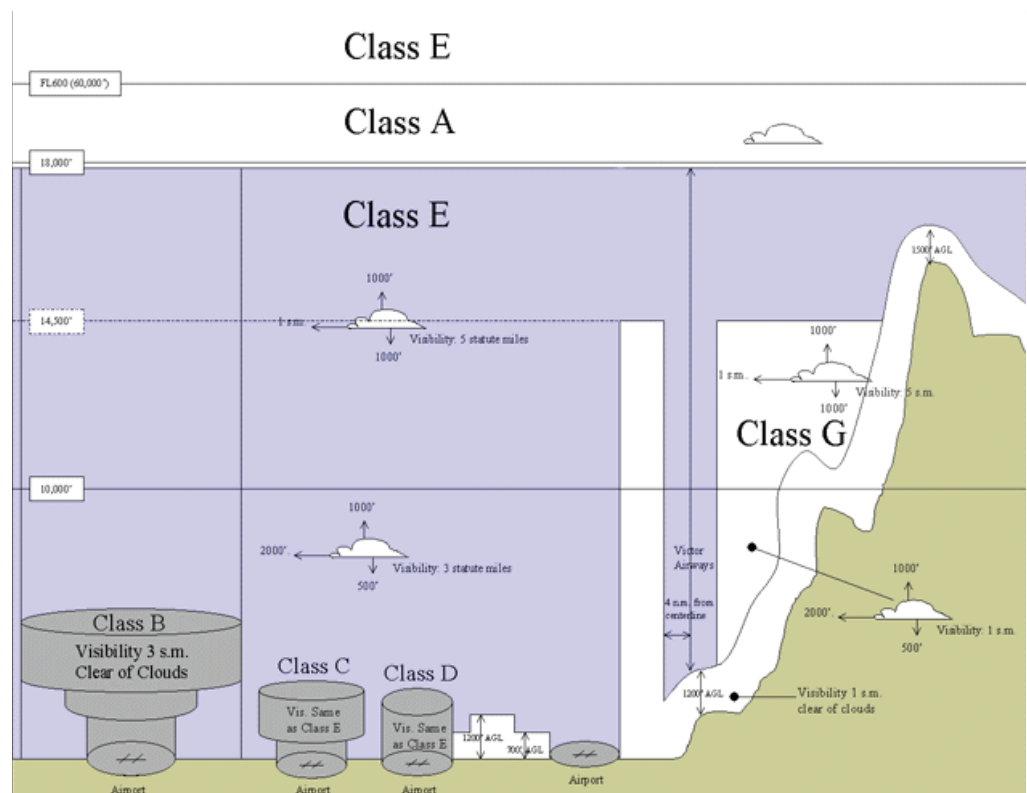 Class E
FL600 (60,000')
Class A
18,000'
Class E
1500' AGL
1000'
14,500'
1 s.m.
Visibility: 5 statute miles
1000'
1000'
1 s.m.
Visibility: 5 s.m.
1000'
Class G
10,000'
1000'
2000'.
Visibility: 3 statute miles
500'
Victor
Airways
4 n.m. from
centerline
1000'
2000'.
Visibility: 1 s.m.
500'
Class B
Visibility 3 s.m.
Clear of Clouds
Class C
Vis. Same
as Class E
Class D
Vis. Same
as Class E
1200' AGL
700' AGL
1200' AGL
Visibility 1 s.m.
clear of clouds
Airport
Airport
Airport
Airport